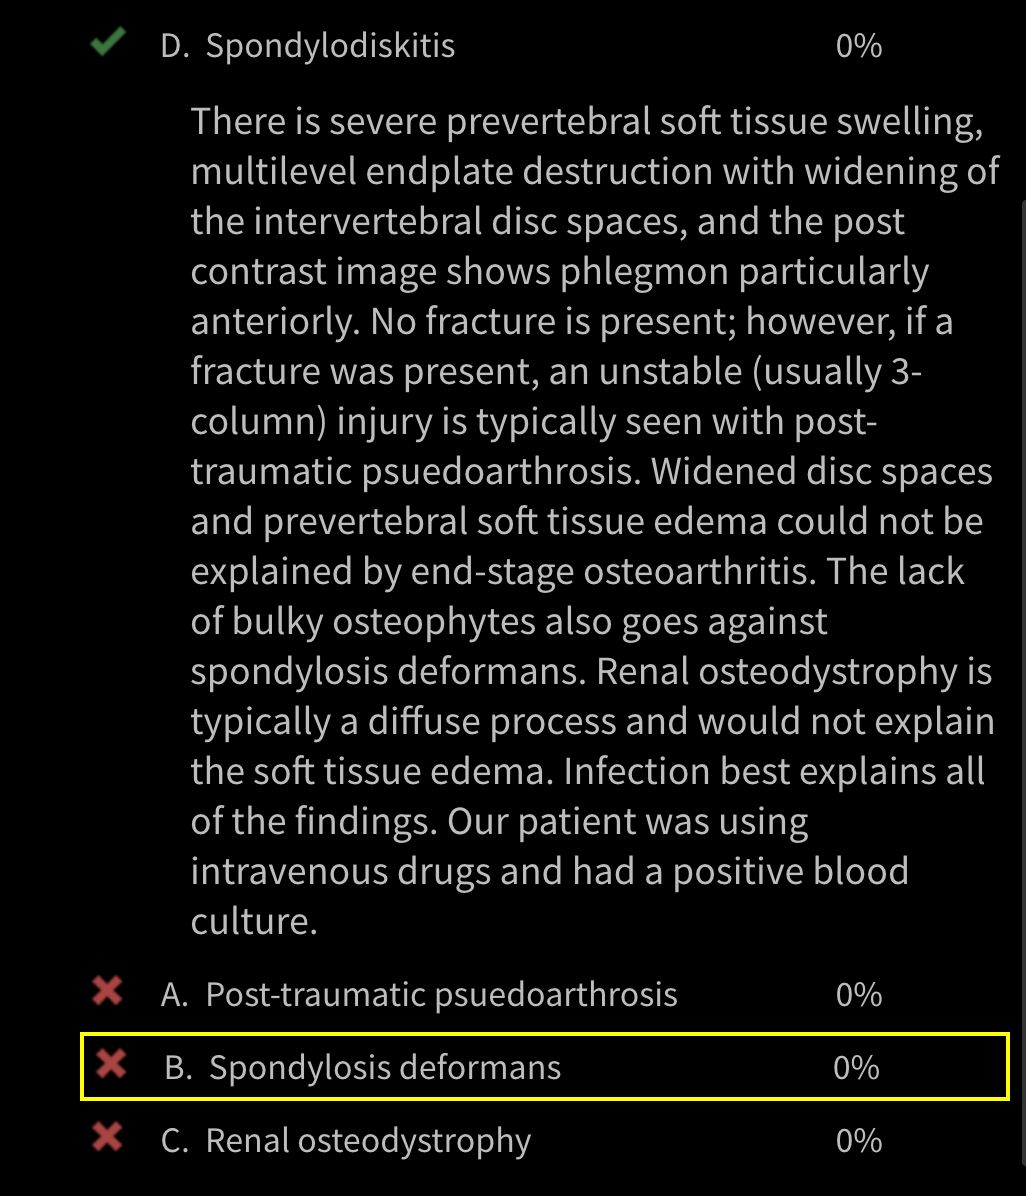 D. Spondylodiskitis 0%
There is severe prevertebral soft tissue swelling,
multilevel endplate destruction with widening of
the intervertebral disc spaces, and the post
contrast image shows phlegmon particularly
anteriorly. No fracture is present; however, if a
fracture was present, an unstable (usually 3-
column) injury is typically seen with post-
traumatic psuedoarthrosis. Widened disc spaces
and prevertebral soft tissue edema could not be
explained by end-stage osteoarthritis. The lack
of bulky osteophytes also goes against
spondylosis deformans. Renal osteodystrophy is
typically a diffuse process and would not explain
the soft tissue edema. Infection best explains all
of the findings. Our patient was using
intravenous drugs and had a positive blood
culture.
A. Post-traumatic psuedoarthrosis 0%
B. Spondylosis deformans 0%
C. Renal osteodystrophy 0%